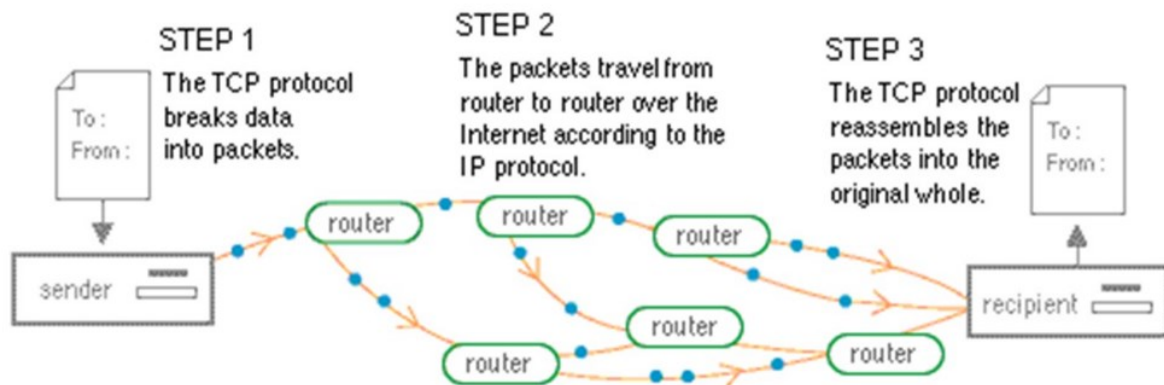 STEP 1
The TCP protocol
breaks data
into packets.
To :
From :
sender
STEP 2
The packets travel from
router to router over the
Internet according to the
IP protocol.
router
router
router
router
router
router
STEP 3
The TCP protocol
reassembles the
packets into the
original whole.
To :
From :
recipient